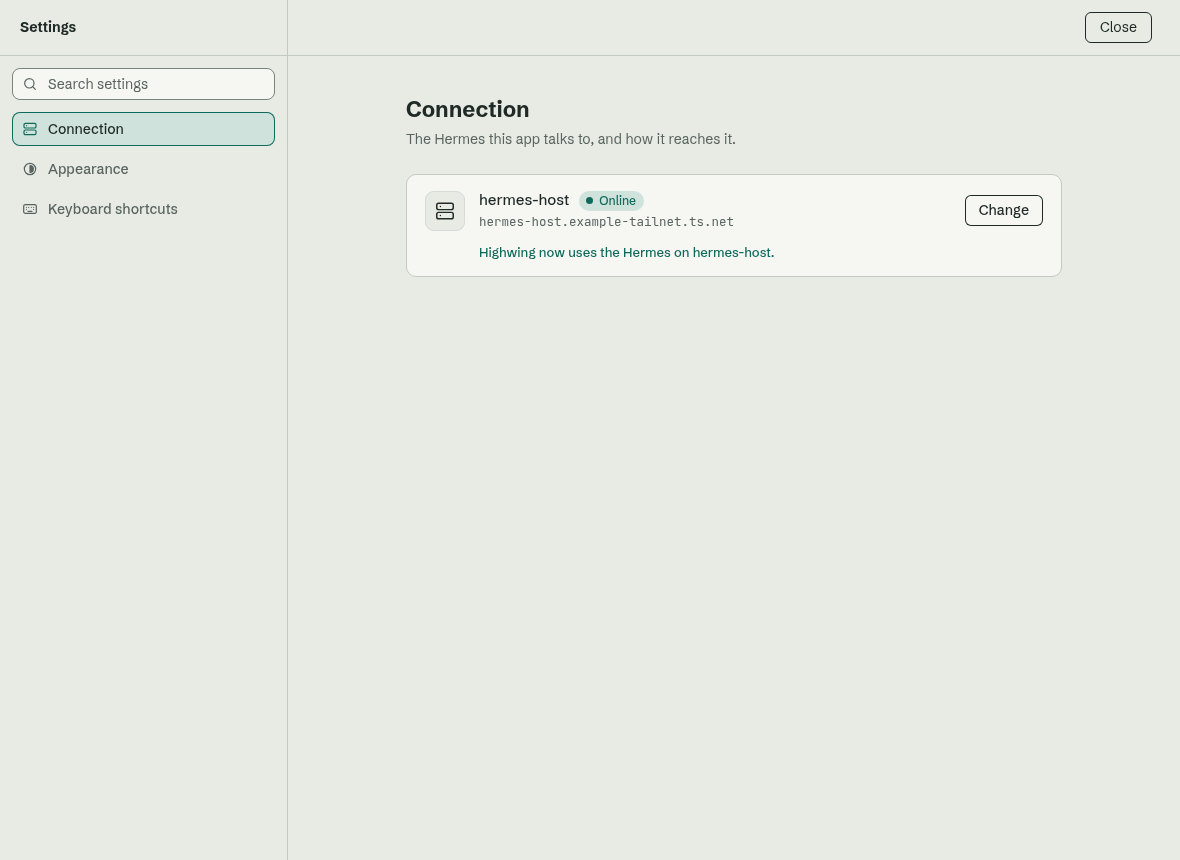 Settings
Close
Search settings
Connection
Appearance
Keyboard shortcuts
Connection
The Hermes this app talks to, and how it reaches it.
hermes-host
Online
hermes-host.example-tailnet.ts.net
Change
Highwing now uses the Hermes on hermes-host.